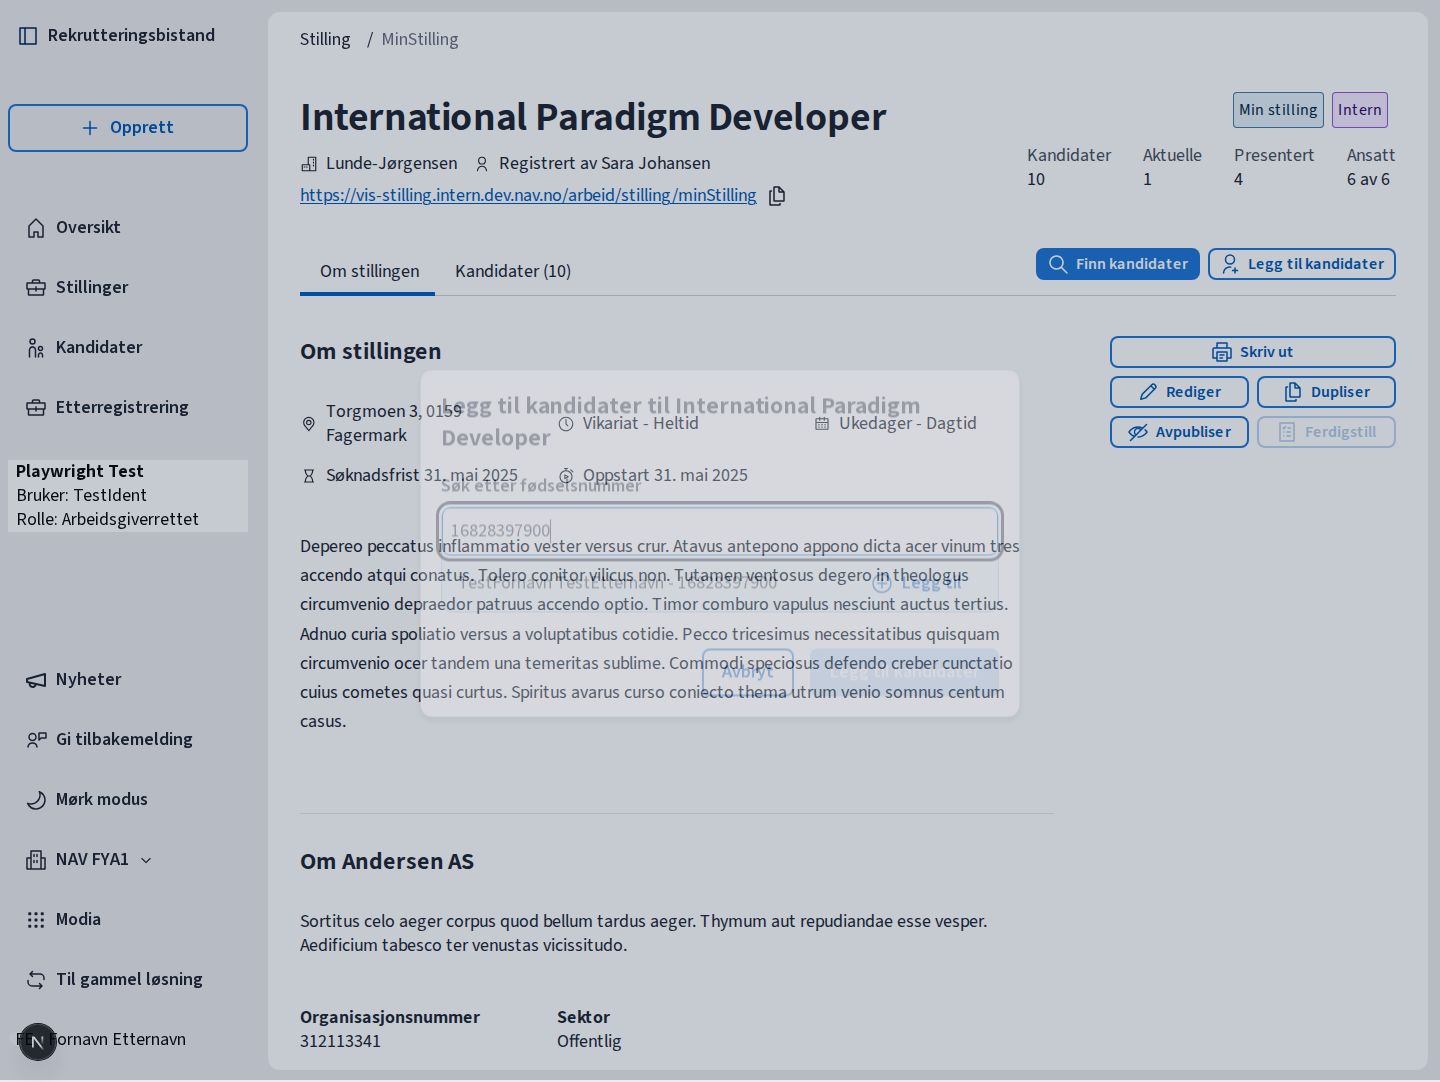 Rekrutteringsbistand
Opprett
Oversikt
Stillinger
Kandidater
Etterregistrering
Playwright Test
Bruker: TestIdent
Rolle: Arbeidsgiverrettet
Nyheter
Gi tilbakemelding
Mørk modus
NAV FYA1
Modia
Til gammel løsning
Fornavn Etternavn
Stilling / MinStilling
International Paradigm Developer
Min stilling Intern
Lunde-Jørgensen Registrert av Sara Johansen
https://vis-stilling.intern.dev.nav.no/arbeid/stilling/minStilling
Kandidater Aktuelle Presentert Ansatt
10 1 4 6 av 6
Om stillingen Kandidater (10)
Finn kandidater Legg til kandidater
Om stillingen
Skriv ut
Rediger Dupliser
Avpubliser Ferdigstill
Torgmoen 3, 0159
Fagermark
Vikariat - Heltid
Ukedager - Dagtid
Søknadsfrist 31. mai 2025
Oppstart 31. mai 2025
Depereo peccatus inflammatio vester versus crur. Atavus antepono appono dicta acer vinum tres
accendo atqui conatus. Tolero conitor vilicus non. Tutamen ventosus degero in theologus
circumvenio depraedor patruus accendo optio. Timor comburo vapulus nesciunt auctus tertius.
Adnuo curia spoliatio versus a voluptatibus cotidie. Pecco tricesimus necessitatibus quisquam
circumvenio ocer tandem una temeritas sublime. Commodi speciosus defendo creber cunctatio
cuius cometes quasi curtus. Spiritus avarus curso coniecto thema utrum venio somnus centum
casus.
Legg til kandidater til International Paradigm
Developer
Søk etter fødselsnummer
16828397900
TestFornavn TestEtternavn - 16828397900
Legg til
Avbryt
Legg til kandidater
Om Andersen AS
Sortitus celo aeger corpus quod bellum tardus aeger. Thymum aut repudiandae esse vesper.
Aedificium tabesco ter venustas vicissitudo.
Organisasjonsnummer Sektor
312113341 Offentlig